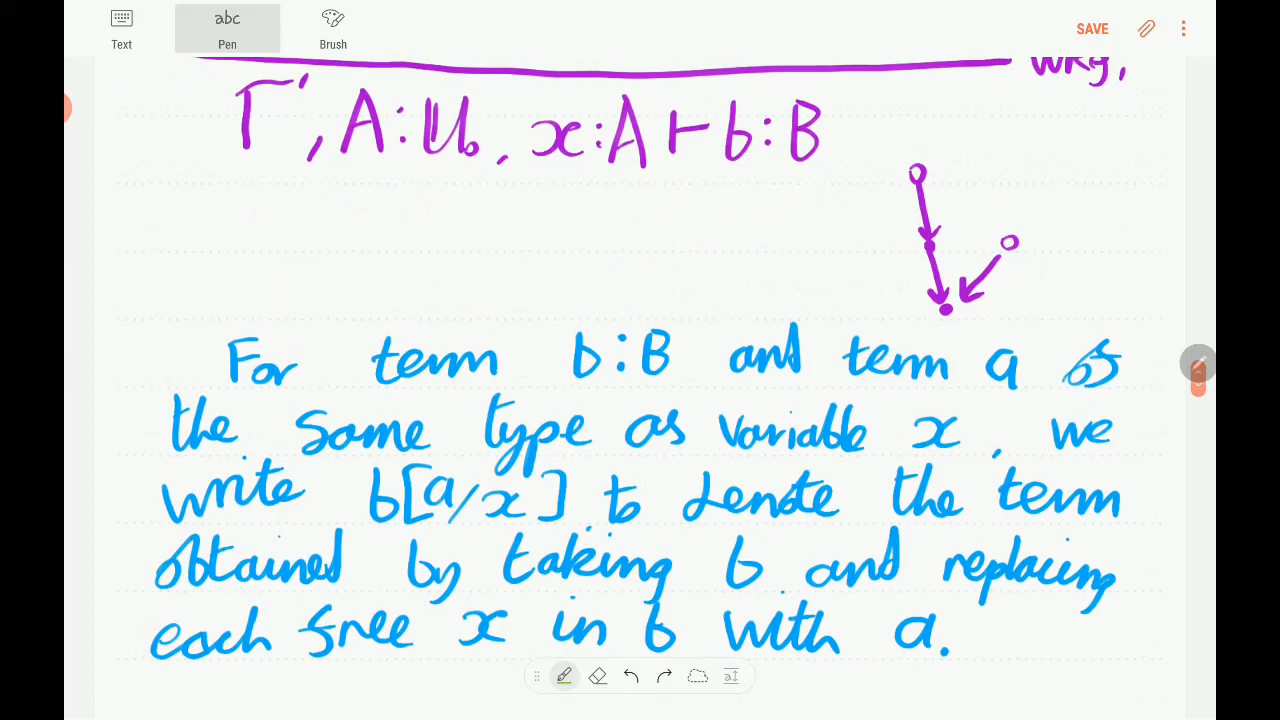 Text
abc
Pen
Brush
SAVE
wkg,
Γ, A:U₀, x:A ⊢ b:B
For term b:B and term a of
the same type as variable x, we
write b[a/x] to denote the term
obtained by taking b and replacing
each free x in b with a.